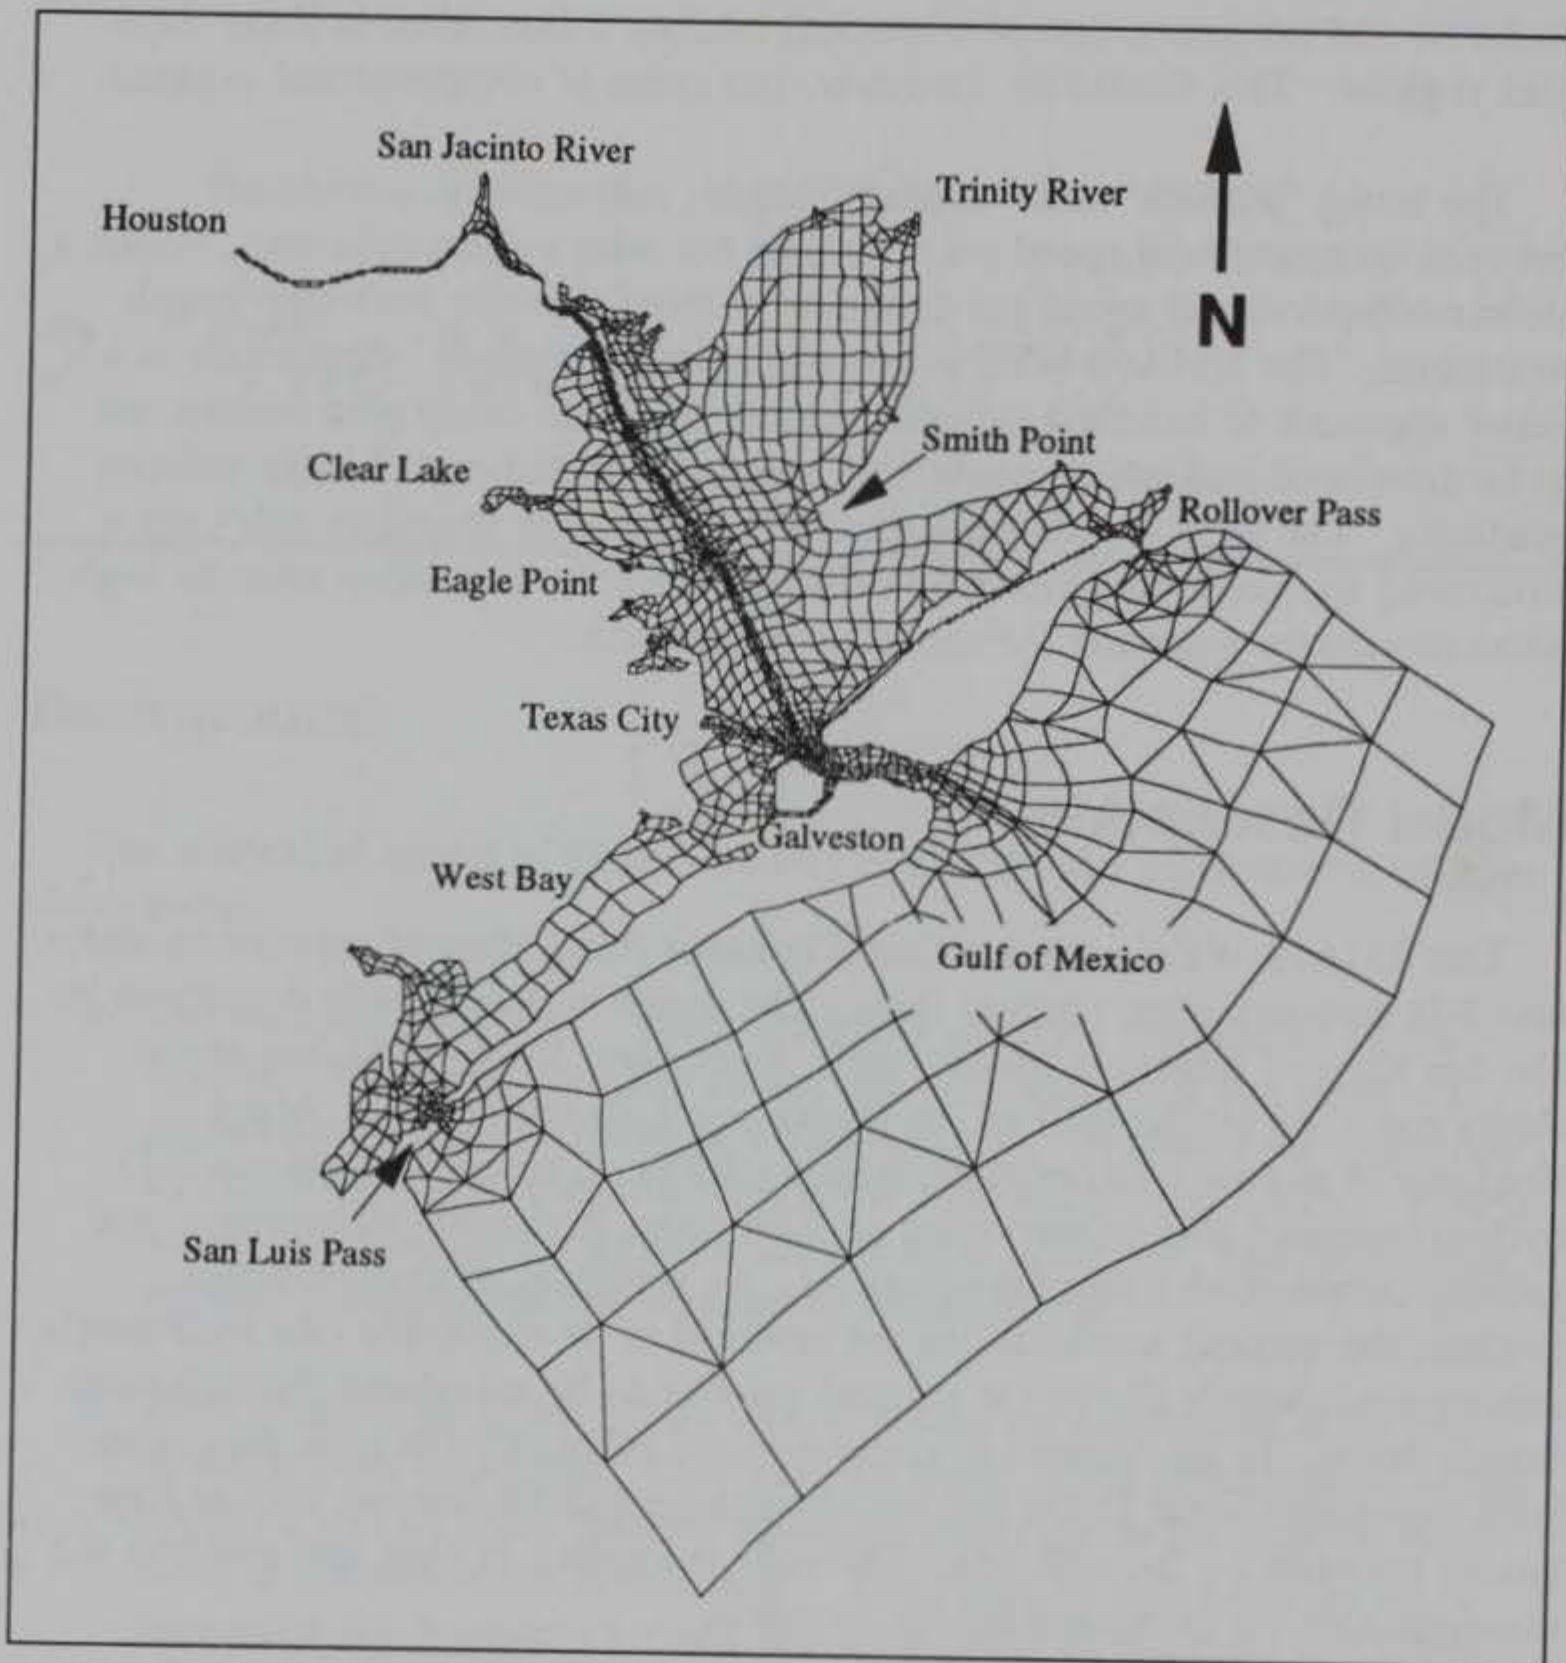 San Jacinto River
Houston
Trinity River
N
Smith Point
Clear Lake
Rollover Pass
Eagle Point
Texas City
Galveston
West Bay
Gulf of Mexico
San Luis Pass